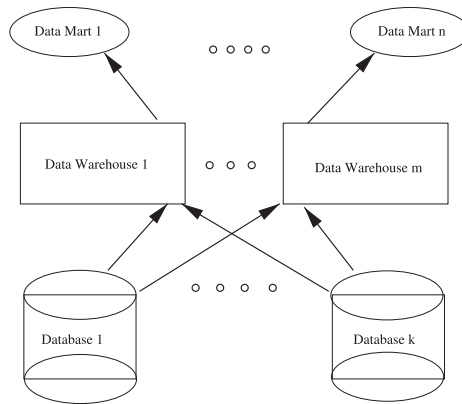 Data Mart 1
Data Mart n
Data Warehouse 1
Data Warehouse m
Database 1
Database k